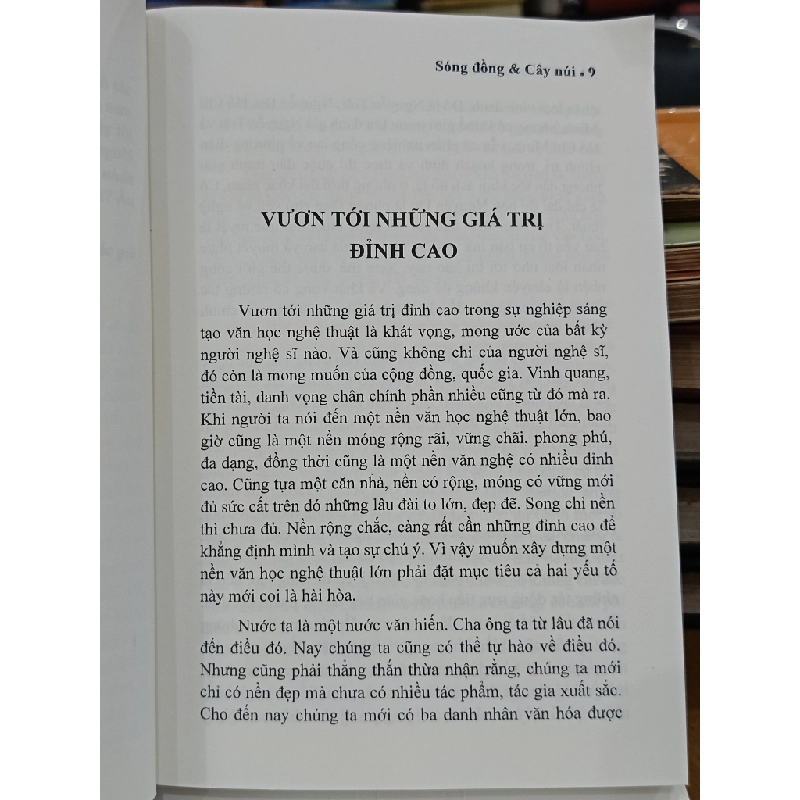 Sóng đồng & Cây núi • 9
VƯƠN TỚI NHỮNG GIÁ TRỊ
ĐỈNH CAO
Vươn tới những giá trị đỉnh cao trong sự nghiệp sáng
tạo văn học nghệ thuật là khát vọng, mong ước của bất kỳ
người nghệ sĩ nào. Và cũng không chỉ của người nghệ sĩ,
đó còn là mong muốn của cộng đồng, quốc gia. Vinh quang,
tiền tài, danh vọng chân chính phần nhiều cũng từ đó mà ra.
Khi người ta nói đến một nền văn học nghệ thuật lớn, bao
giờ cũng là một nền móng rộng rãi, vững chãi. phong phú,
đa dạng, đồng thời cũng là một nền văn nghệ có nhiều đỉnh
cao. Cũng tựa một căn nhà, nền có rộng, móng có vững mới
đủ sức cất trên đó những lâu đài to lớn, đẹp đẽ. Song chỉ nền
thì chưa đủ. Nền rộng chắc, càng rất cần những đỉnh cao để
khẳng định mình và tạo sự chú ý. Vì vậy muốn xây dựng một
nền văn học nghệ thuật lớn phải đặt mục tiêu cả hai yếu tố
này mới coi là hài hòa.
Nước ta là một nước văn hiến. Cha ông ta từ lâu đã nói
đến điều đó. Nay chúng ta cũng có thể tự hào về điều đó.
Nhưng cũng phải thẳng thắn thừa nhận rằng, chúng ta mới
chỉ có nền đẹp mà chưa có nhiều tác phẩm, tác gia xuất sắc.
Cho đến nay chúng ta mới có ba danh nhân văn hóa được